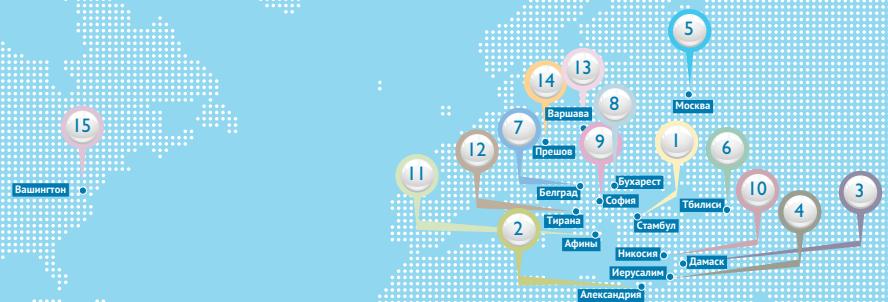 5
13
14
Москва
8
Варшава
15
7
1
9
6
12
Прешов
11
Бухарест
10
3
Вашингтон
Белград
София
Тбилиси
4
Тирана
Стамбул
2
Афины
Никосия
Дамаск
Иерусалим
Александрия